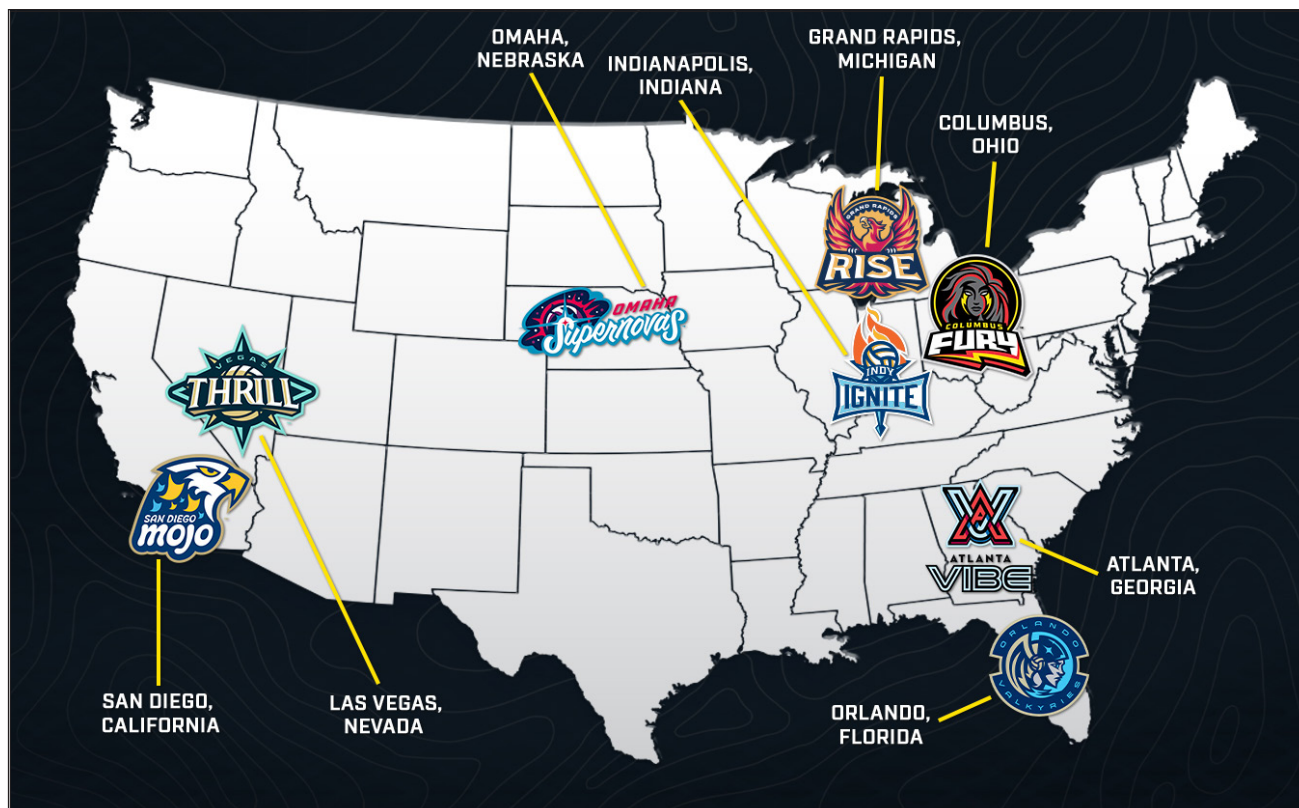 OMAHA,
NEBRASKA
INDIANAPOLIS,
INDIANA
GRAND RAPIDS,
MICHIGAN
COLUMBUS,
OHIO
GRAND RAPIDS
RISE
COLUMBUS
FURY
OMAHA
Supernovas
INDY
IGNITE
VEGAS
THRILL
SAN DIEGO
mojo
ATLANTA
VIBE
ATLANTA,
GEORGIA
ORLANDO
VALKYRIES
SAN DIEGO,
CALIFORNIA
LAS VEGAS,
NEVADA
ORLANDO,
FLORIDA